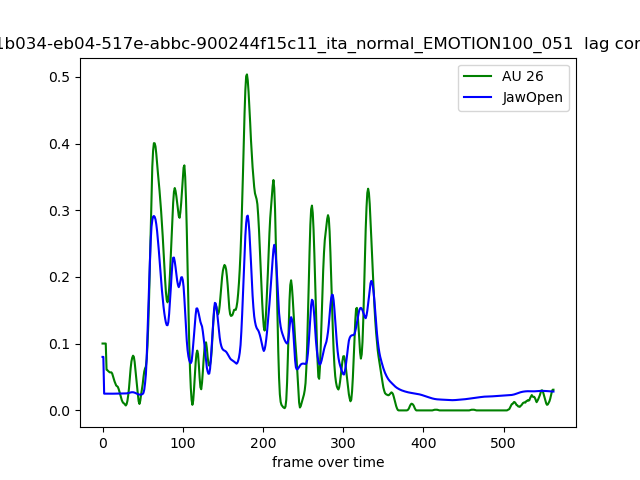 1b034-eb04-517e-abbc-900244f15c11_ita_normal_EMOTION100_051 lag cor
AU 26
JawOpen
0.5
0.4
0.3
0.2
0.1
0.0
0 100 200 300 400 500
frame over time